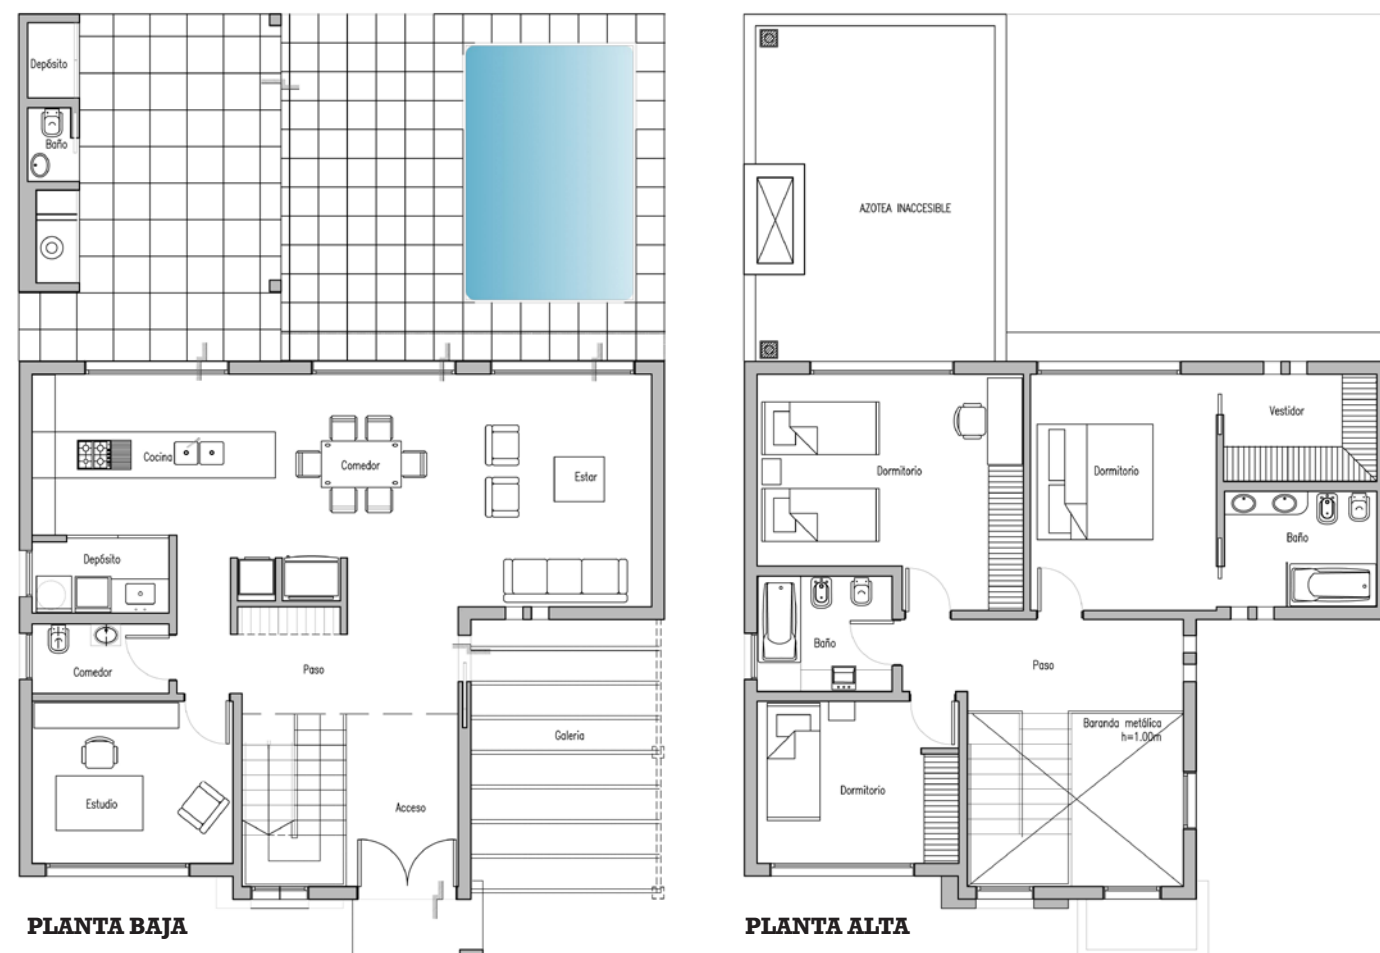 Depósito
Baño
Cocina
Comedor
Estar
Depósito
Comedor
Paso
Galeria
Estudio
Acceso
PLANTA BAJA
AZOTEA INACCESIBLE
Dormitorio
Dormitorio
Vestidor
Baño
Baño
Paso
Baranda metálica
h=1.00m
Dormitorio
PLANTA ALTA